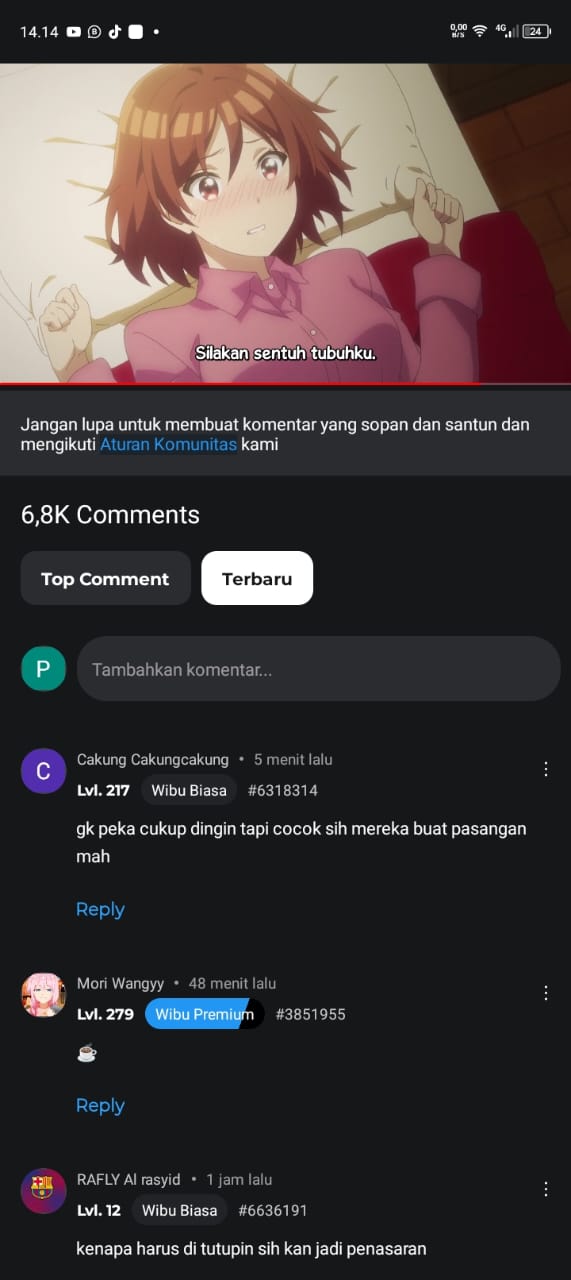 14.14
0,00
B/S
4G
24
Silakan sentuh tubuhku.
Jangan lupa untuk membuat komentar yang sopan dan santun dan
mengikuti Aturan Komunitas kami
6,8K Comments
Top Comment
Terbaru
P
Tambahkan komentar...
C
Cakung Cakungcakung • 5 menit lalu
Lvl. 217 Wibu Biasa #6318314
gk peka cukup dingin tapi cocok sih mereka buat pasangan
mah
Reply
Mori Wangyy • 48 menit lalu
Lvl. 279 Wibu Premium #3851955
☕
Reply
RAFLY Al rasyid • 1 jam lalu
Lvl. 12 Wibu Biasa #6636191
kenapa harus di tutupin sih kan jadi penasaran